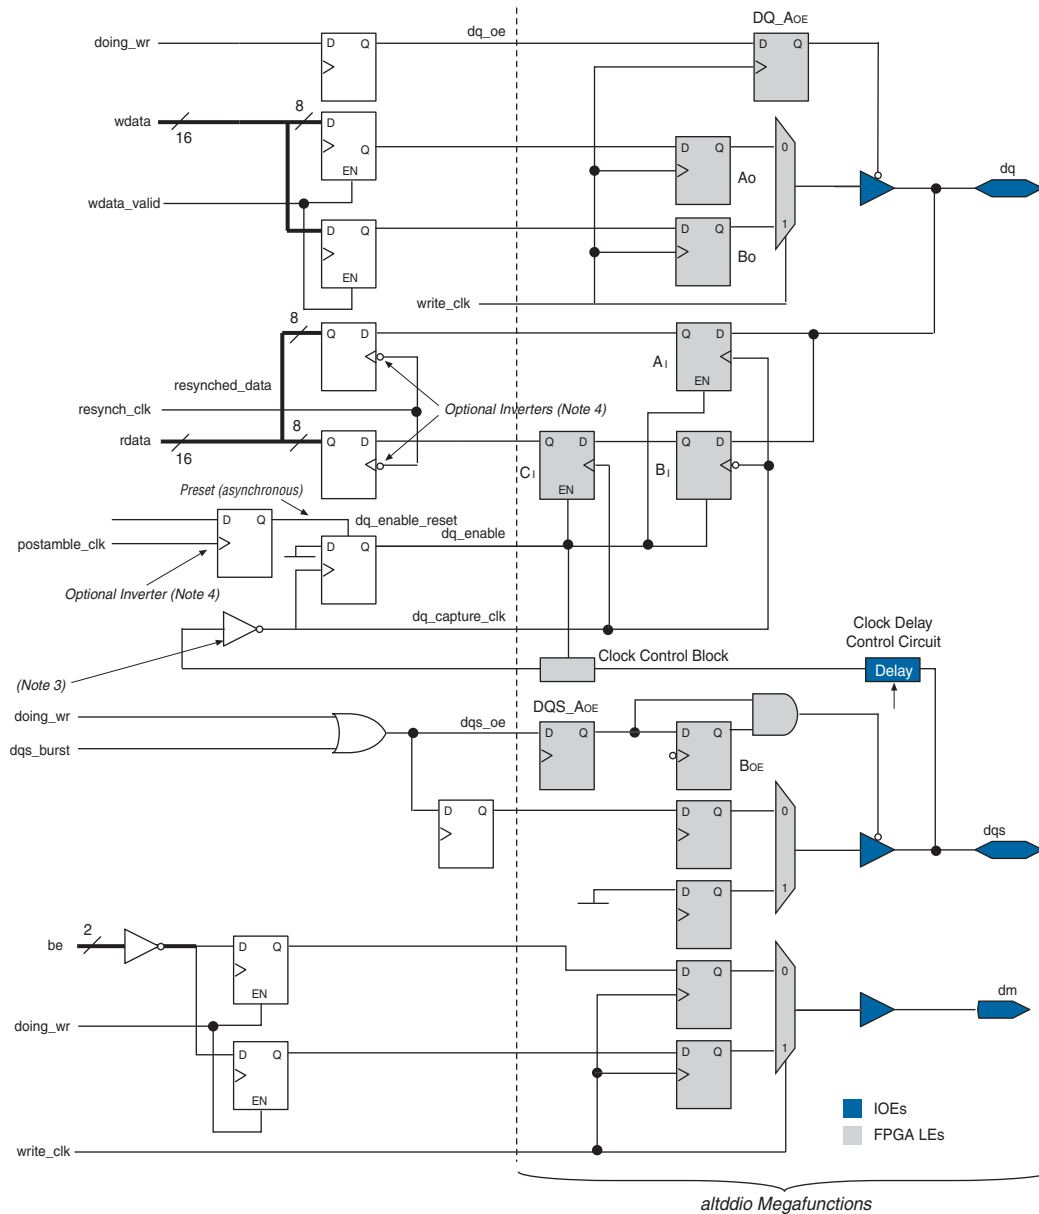 DQ_AOE
doing_wr
D Q
dq_oe
D Q
wdata
16
8
D
Q
EN
D Q
Ao
0
dq
wdata_valid
D Q
EN
D Q
Bo
1
write_clk
8
Q D
Q D
AI
EN
resynched_data
resynch_clk
Optional Inverters (Note 4)
rdata
16
8
Q D
Q D
CI
EN
Q D
BI
Preset (asynchronous)
D Q
dq_enable_reset
dq_enable
postamble_clk
D Q
Optional Inverter (Note 4)
dq_capture_clk
Clock Delay
Control Circuit
Clock Control Block
Delay
(Note 3)
doing_wr
dqs_burst
DQS_AOE
dqs_oe
D Q
D Q
BOE
D Q
D Q
0
dqs
D Q
1
be
2
D Q
EN
D Q
0
dm
doing_wr
D Q
EN
D Q
1
IOEs
FPGA LEs
write_clk
altddio Megafunctions